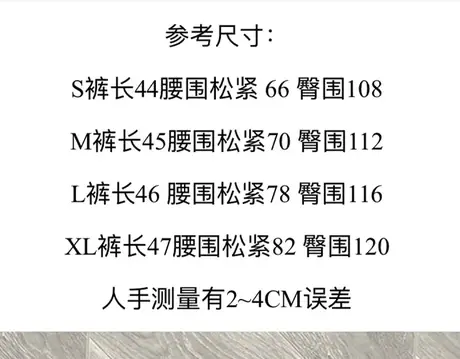 参考尺寸：
S裤长44腰围松紧 66 臀围108
M裤长45腰围松紧70 臀围112
L裤长46 腰围松紧78 臀围116
XL裤长47腰围松紧82 臀围120
人手测量有2~4CM误差